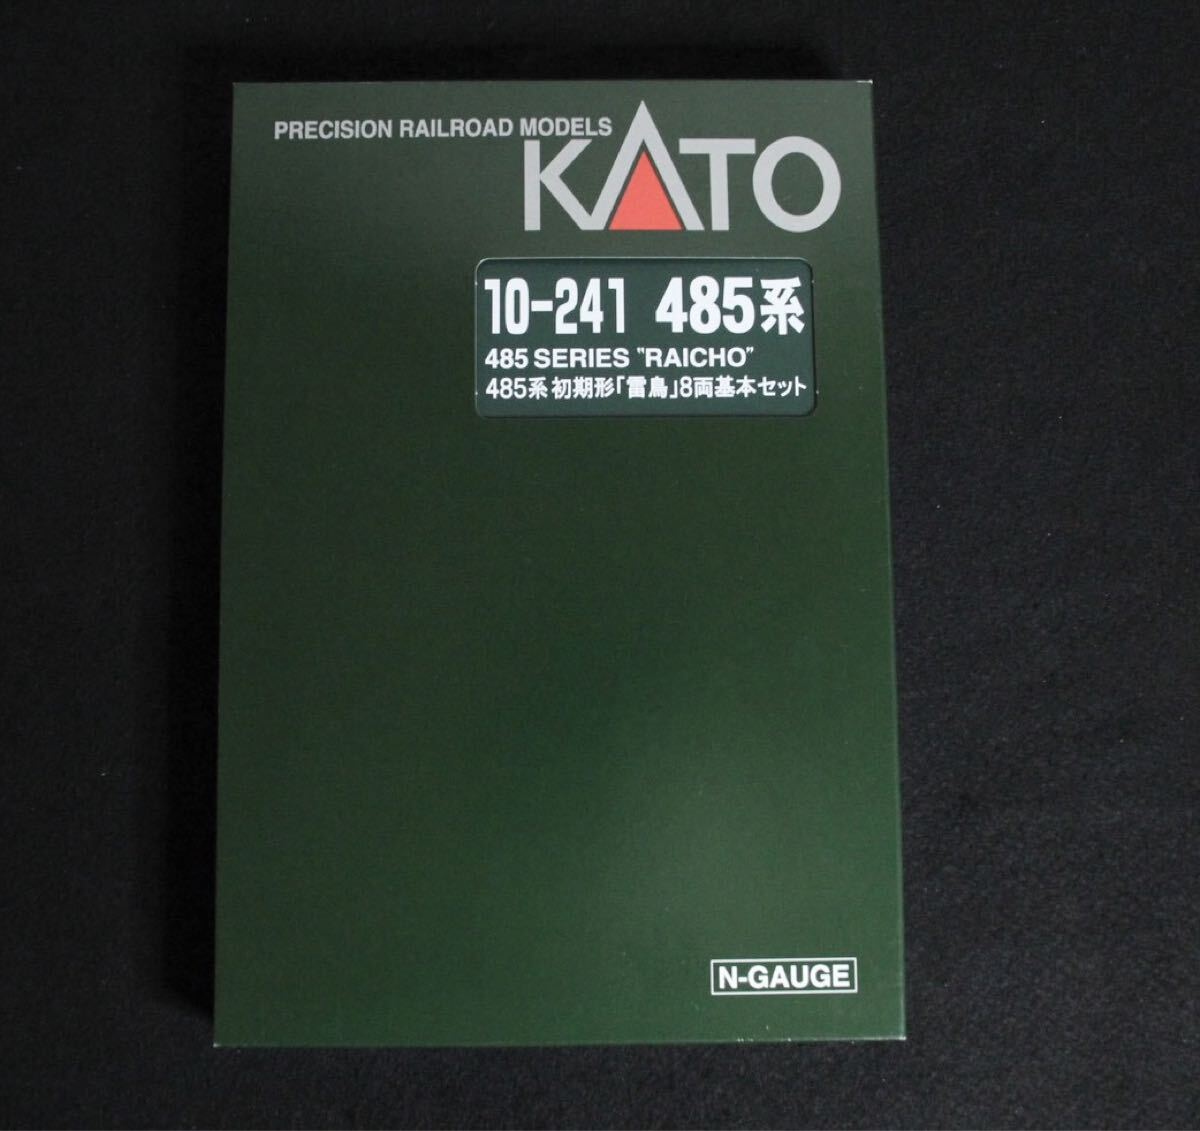 PRECISION RAILROAD MODELS
KATO
10-241 485系
485 SERIES "RAICHO"
485系 初期形「雷鳥」8両基本セット
N-GAUGE